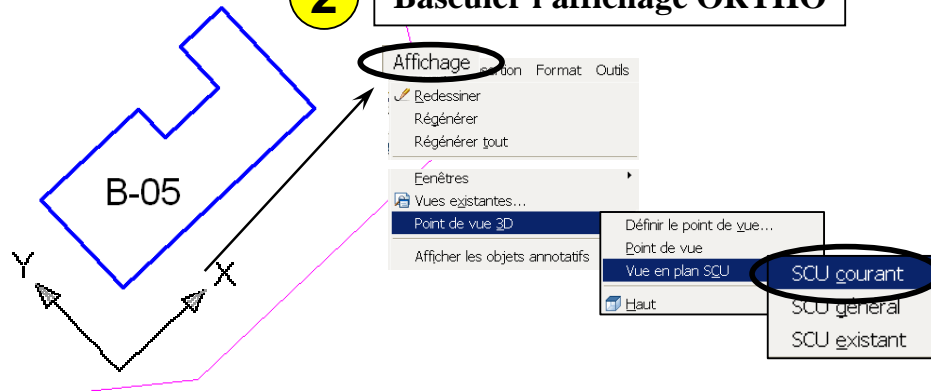 2
Basculer l'affichage ORTHO
Affichage
Format Outils
Redessiner
Régénérer
Régénérer tout
Fenêtres
Vues existantes...
Point de vue 3D
Afficher les objets annotatifs
Définir le point de vue...
Point de vue
Vue en plan SCU
Haut
SCU courant
SCU général
SCU existant
B-05
Y
X